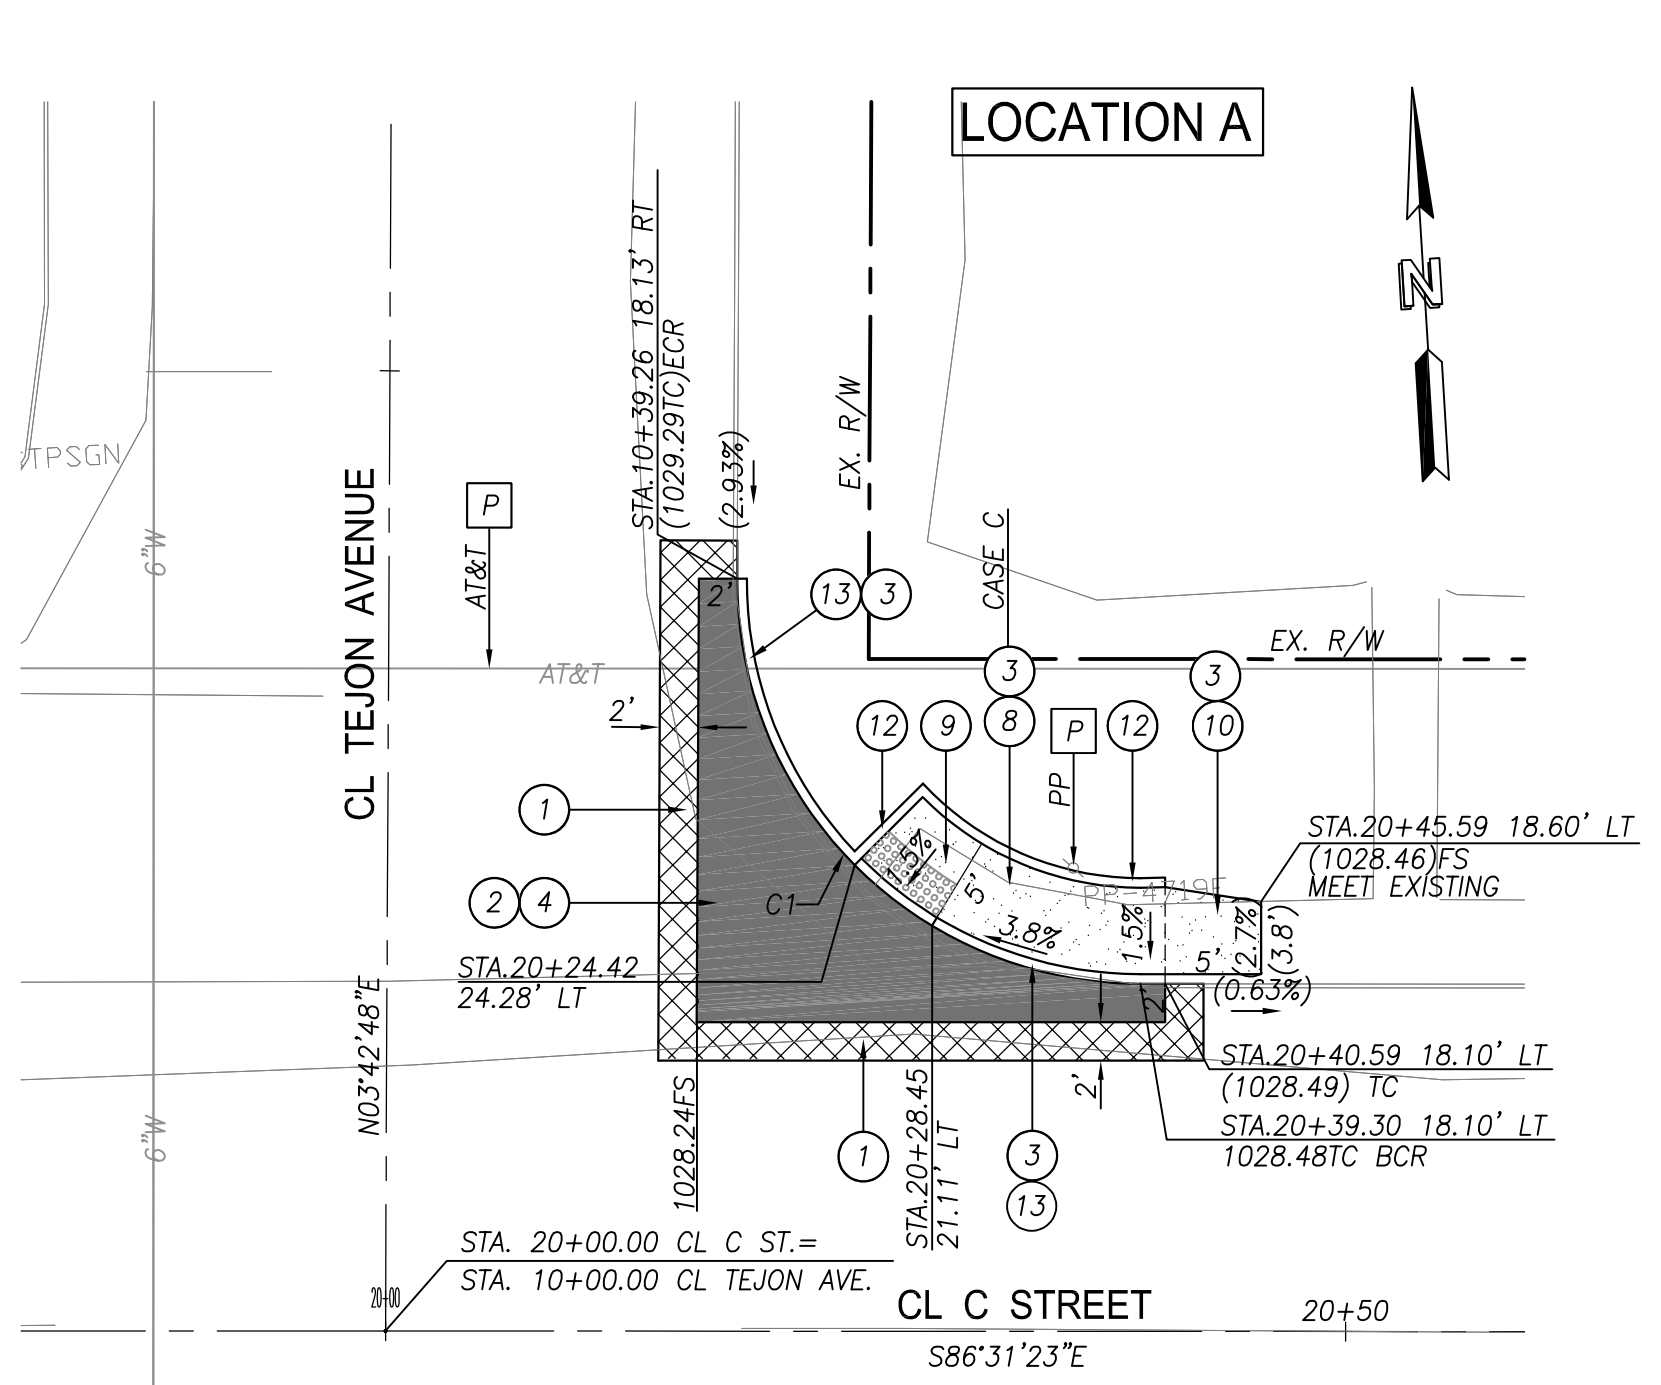 LOCATION A
N
STA.10+39.26 18.13' RT
(1029.29TC)ECR
(2.93%)
EX. R/W
TPSGN
P
AT&T
6"W
CL TEJON AVENUE
CASE C
2'
13
3
EX. R/W
3
3
AT&T
2'
12
9
8
P
12
10
PP
1
STA.20+45.59 18.60' LT
(1028.46)FS
MEET EXISTING
1.5%
5'
PP-4719E
2
4
C1
3.8%
1.5%
5'
(2.7%)
(3.8')
STA.20+24.42
24.28' LT
(0.63%)
2'
N03°42'48"E
STA.20+40.59 18.10' LT
(1028.49) TC
2'
STA.20+39.30 18.10' LT
1028.48TC BCR
6"W
1028.24FS
1
STA.20+28.45
21.11' LT
3
13
STA. 20+00.00 CL C ST.=
STA. 10+00.00 CL TEJON AVE.
20+00
CL C STREET
20+50
S86°31'23"E